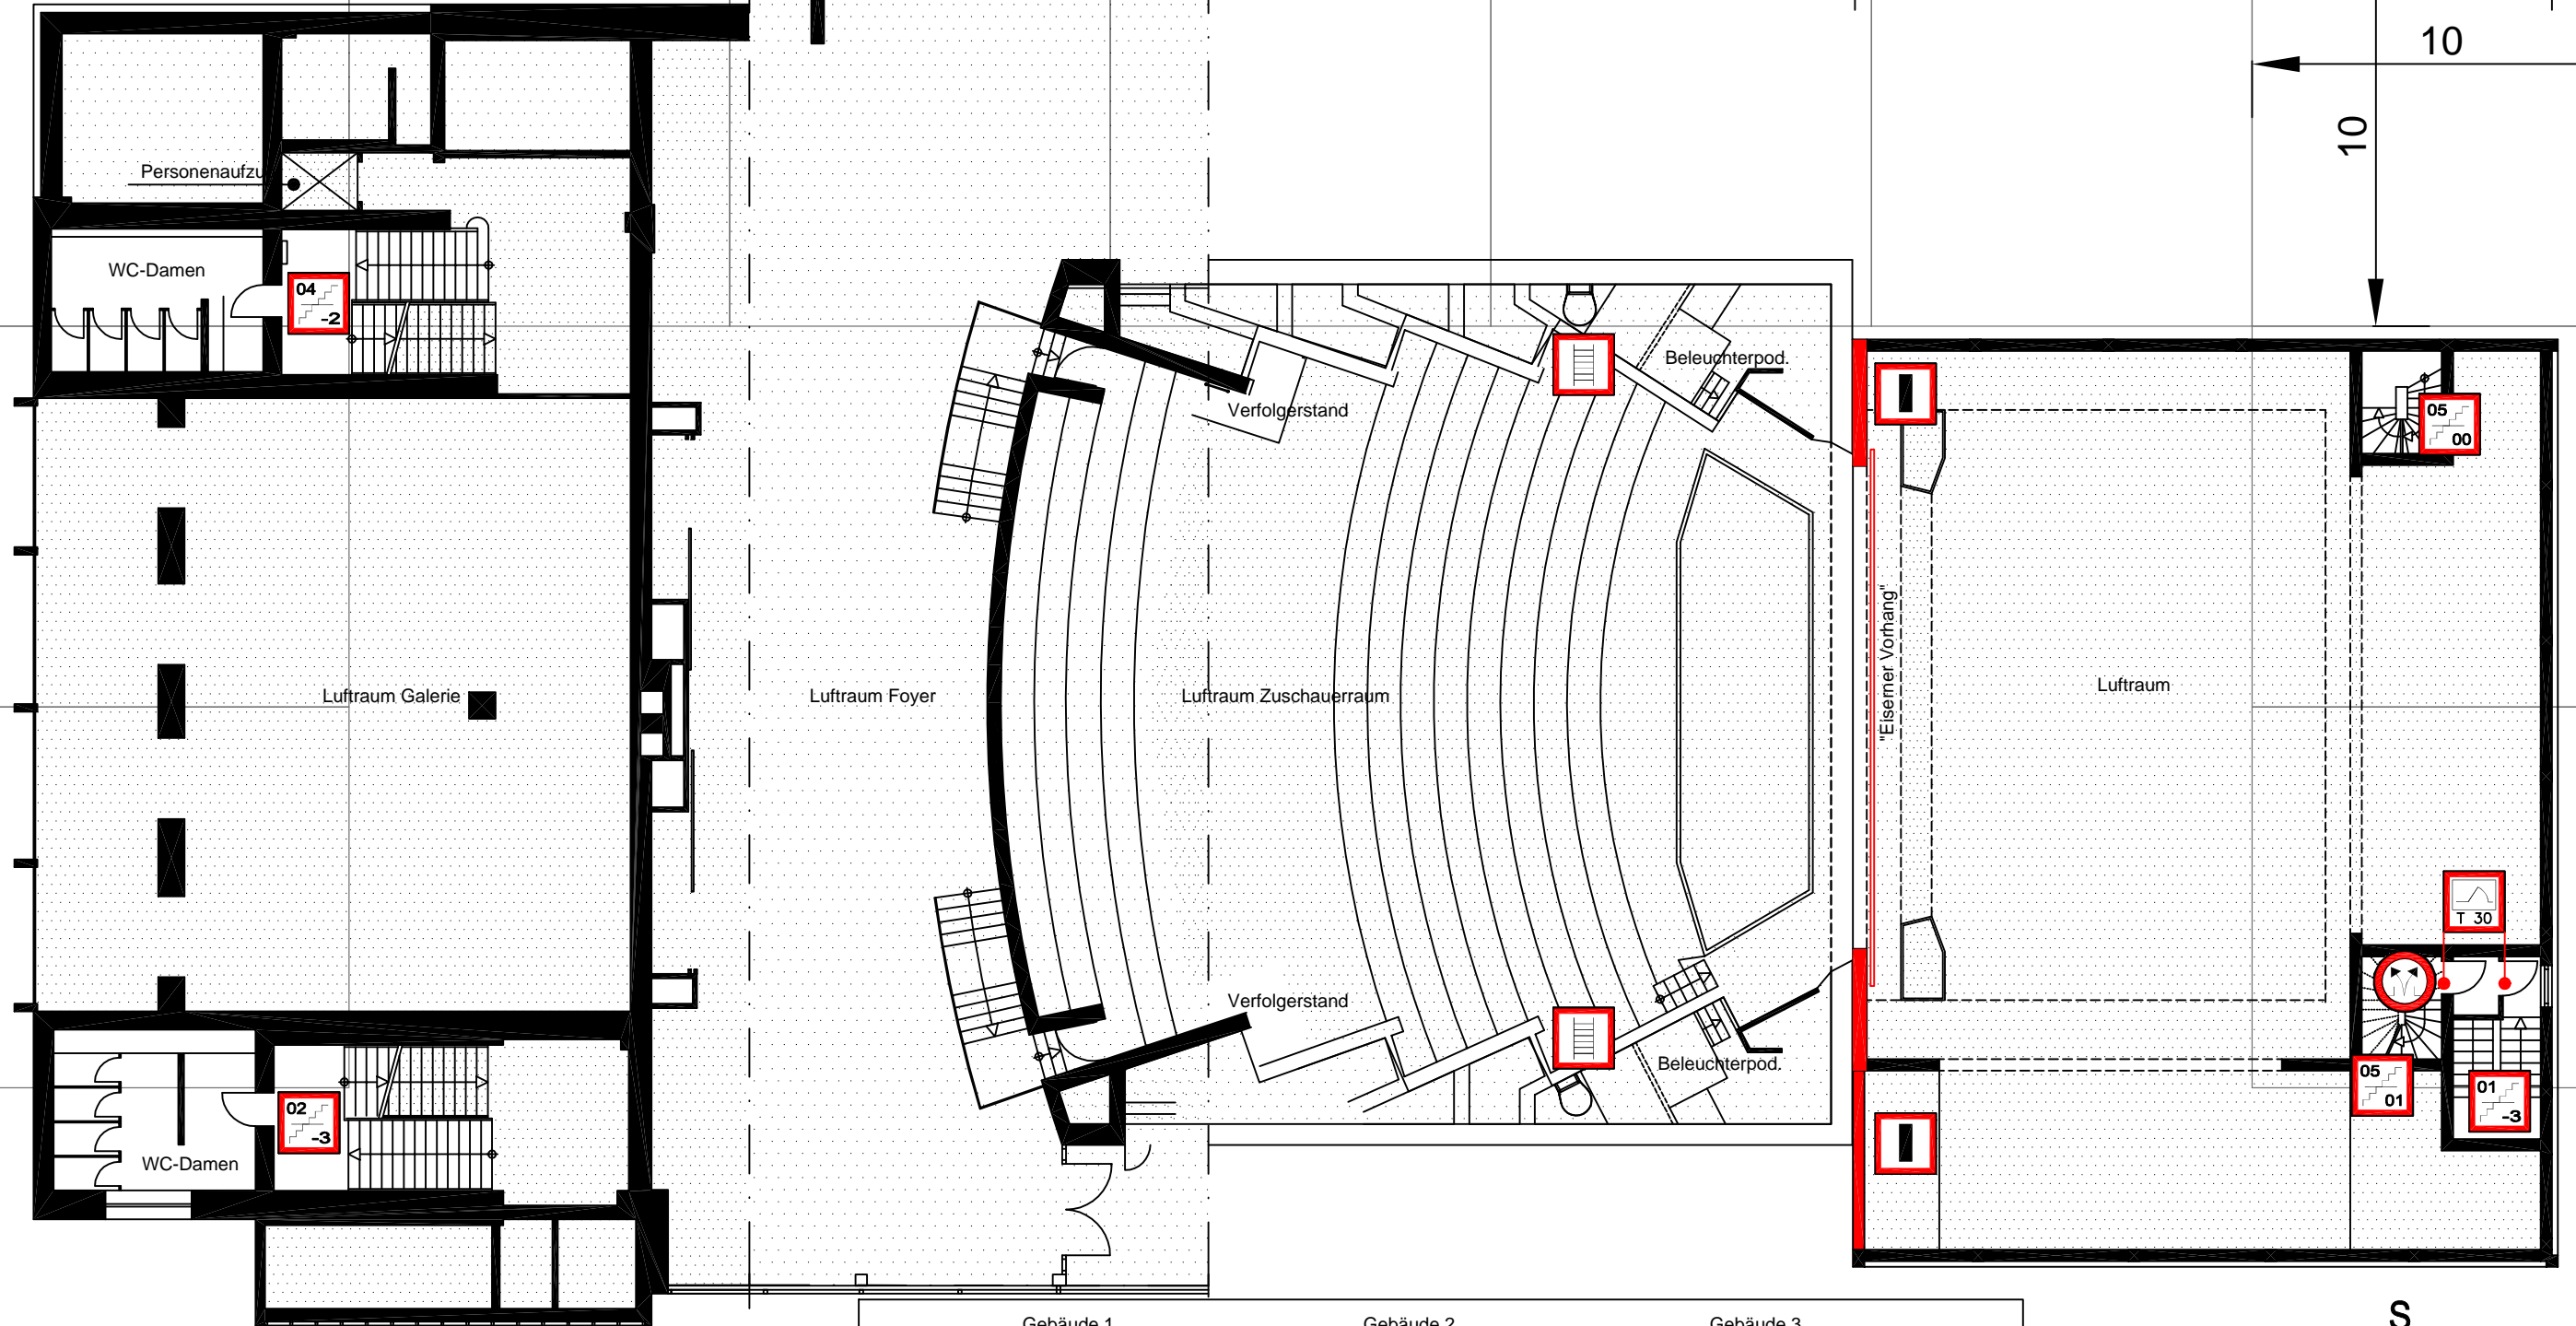 10
10
Personenaufzu
WC-Damen
04
-2
Beleuchterpod.
Verfolgerstand
05
00
"Eiserner Vorhang"
Luftraum
Luftraum Galerie
Luftraum Foyer
Luftraum Zuschauerraum
T 30
Verfolgerstand
Beleuchterpod.
05
01
01
-3
02
-3
WC-Damen
Gebäude 1
Gebäude 2
Gebäude 3
S